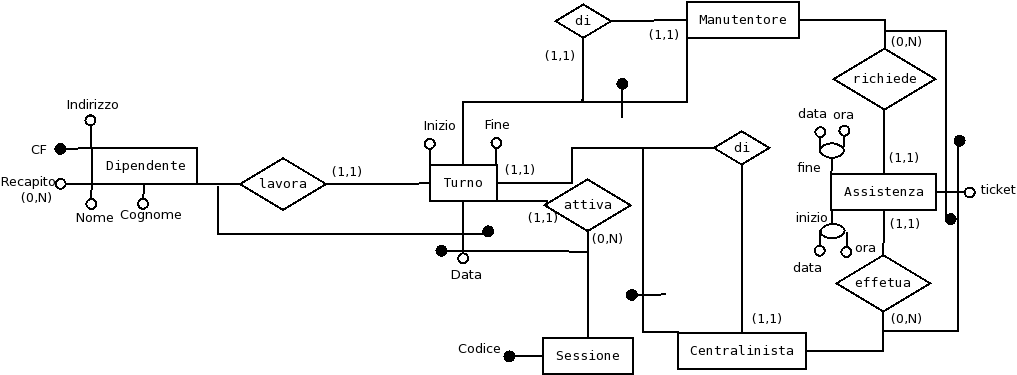 di
Manutentore
(1,1)
(0,N)
(1,1)
richiede
Indirizzo
data
ora
Inizio
Fine
CF
Dipendente
di
(1,1)
fine
Recapito
(0,N)
lavora
(1,1)
Turno
(1,1)
Assistenza
ticket
Nome
Cognome
attiva
(1,1)
inizio
(1,1)
(0,N)
ora
data
Data
effetua
(1,1)
(0,N)
Codice
Sessione
Centralinista